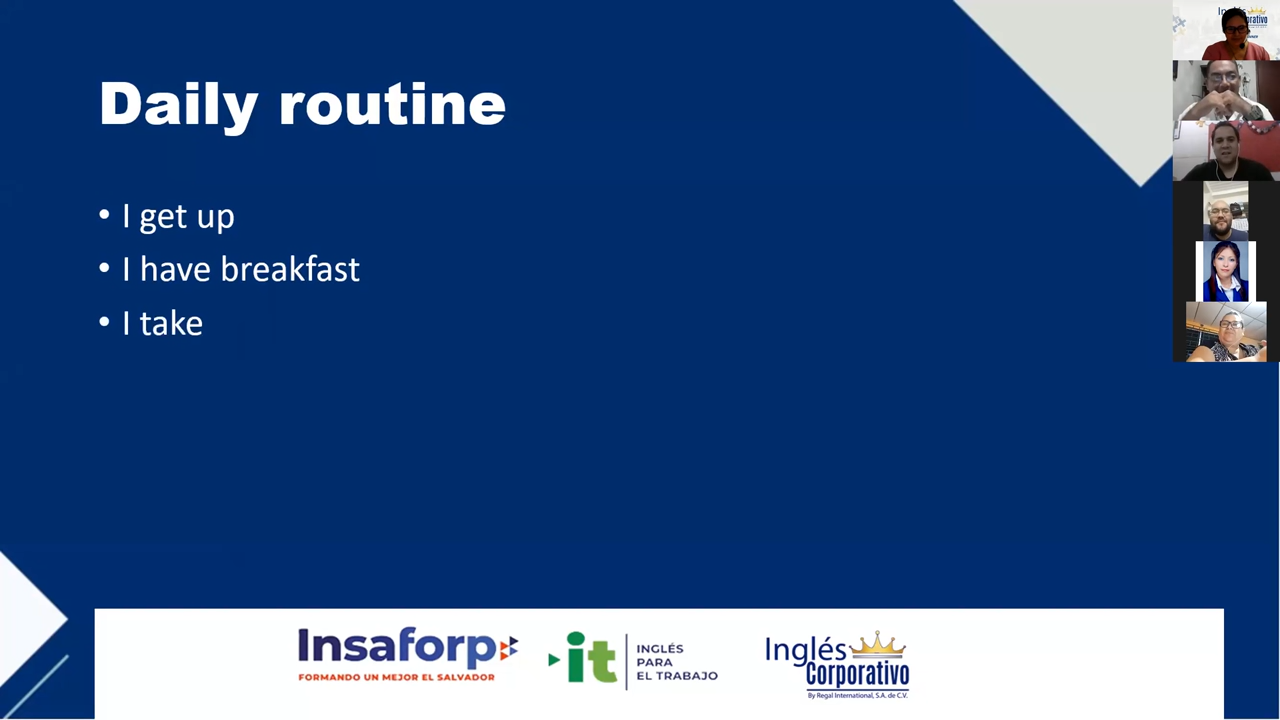 Daily routine
• I get up
• I have breakfast
• I take
Insaforp
FORMANDO UN MEJOR EL SALVADOR
it
INGLÉS
PARA
EL TRABAJO
Inglés
Corporativo
By Regal International, S.A. de C.V.